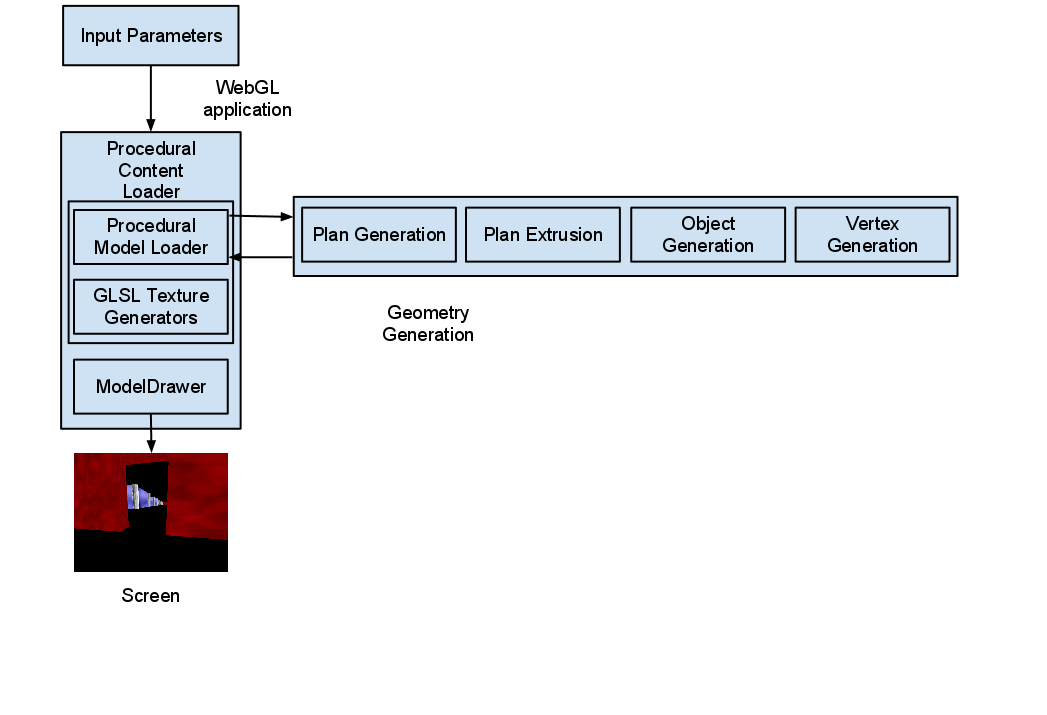 Input Parameters
WebGL
application
Procedural
Content
Loader
Procedural
Model Loader
GLSL Texture
Generators
ModelDrawer
Plan Generation
Plan Extrusion
Object
Generation
Vertex
Generation
Geometry
Generation
Screen